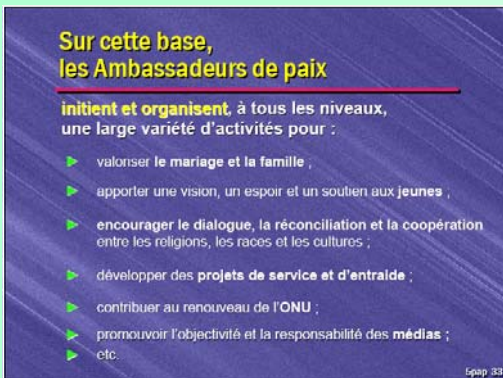 Sur cette base,
les Ambassadeurs de paix
initient et organisent, à tous les niveaux,
une large variété d'activités pour :
valoriser le mariage et la famille ;
apporter une vision, un espoir et un soutien aux jeunes ;
encourager le dialogue, la réconciliation et la coopération
entre les religions, les races et les cultures ;
développer des projets de service et d'entraide ;
contribuer au renouveau de l'ONU ;
promouvoir l'objectivité et la responsabilité des médias ;
etc.
5pap 33